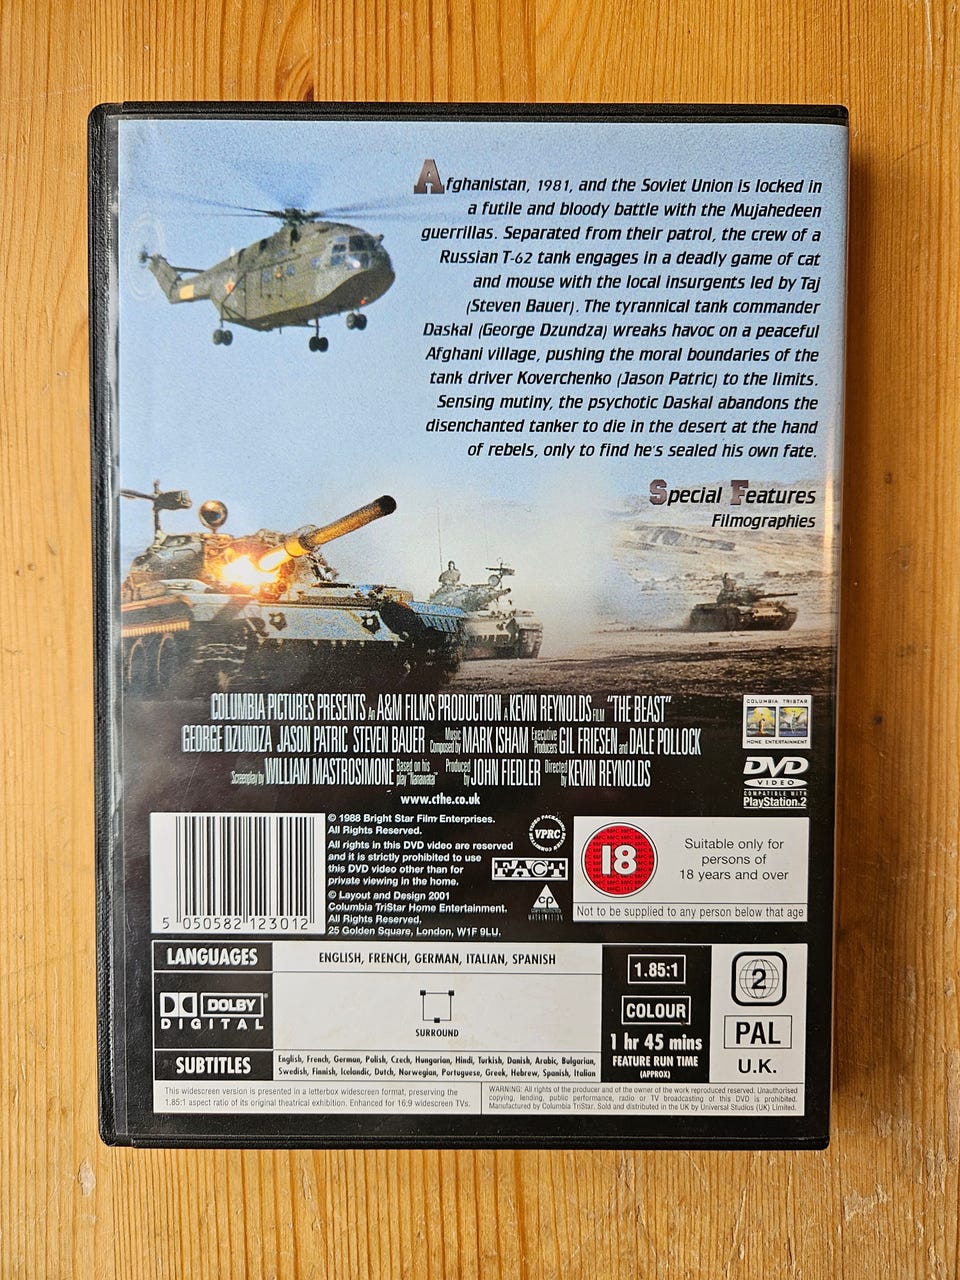 Afghanistan, 1981, and the Soviet Union is locked in
a futile and bloody battle with the Mujahedeen
guerrillas. Separated from their patrol, the crew of a
Russian T-62 tank engages in a deadly game of cat
and mouse with the local insurgents led by Taj
(Steven Bauer). The tyrannical tank commander
Daskal (George Dzundza) wreaks havoc on a peaceful
Afghani village, pushing the moral boundaries of the
tank driver Koverchenko (Jason Patric) to the limits.
Sensing mutiny, the psychotic Daskal abandons the
disenchanted tanker to die in the desert at the hand
of rebels, only to find he's sealed his own fate.
Special Features
Filmographies
COLUMBIA PICTURES PRESENTS An A&M FILMS PRODUCTION A KEVIN REYNOLDS FILM "THE BEAST"
GEORGE DZUNDZA JASON PATRIC STEVEN BAUER Music Composed by MARK ISHAM Executive Producers GIL FRIESEN and DALE POLLOCK
Screenplay by WILLIAM MASTROSIMONE Based on his play "Nanawatai" Produced by JOHN FIEDLER Directed by KEVIN REYNOLDS
www.cthe.co.uk
COLUMBIA TRISTAR
HOME ENTERTAINMENT
DVD
VIDEO
COMPATIBLE WITH
PlayStation.2
5 050582 123012
© 1988 Bright Star Film Enterprises.
All Rights Reserved.
All rights in this DVD video are reserved
and it is strictly prohibited to use
this DVD video other than for
private viewing in the home.
© Layout and Design 2001
Columbia TriStar Home Entertainment.
All Rights Reserved.
25 Golden Square, London, W1F 9LU.
VPRC
FACT
CP
18
Suitable only for
persons of
18 years and over
Not to be supplied to any person below that age
LANGUAGES
ENGLISH, FRENCH, GERMAN, ITALIAN, SPANISH
DOLBY
DIGITAL
SURROUND
SUBTITLES
English, French, German, Polish, Czech, Hungarian, Hindi, Turkish, Danish, Arabic, Bulgarian,
Swedish, Finnish, Icelandic, Dutch, Norwegian, Portuguese, Greek, Hebrew, Spanish, Italian
1.85:1
COLOUR
1 hr 45 mins
FEATURE RUN TIME
(APPROX)
2
PAL
U.K.
This widescreen version is presented in a letterbox widescreen format, preserving the
1.85:1 aspect ratio of its original theatrical exhibition. Enhanced for 16:9 widescreen TVs.
WARNING: All rights of the producer and of the owner of the work reproduced reserved. Unauthorised
copying, lending, public performance, radio or TV broadcasting of this DVD is prohibited.
Manufactured by Columbia TriStar. Sold and distributed in the UK by Universal Studios (UK) Limited.